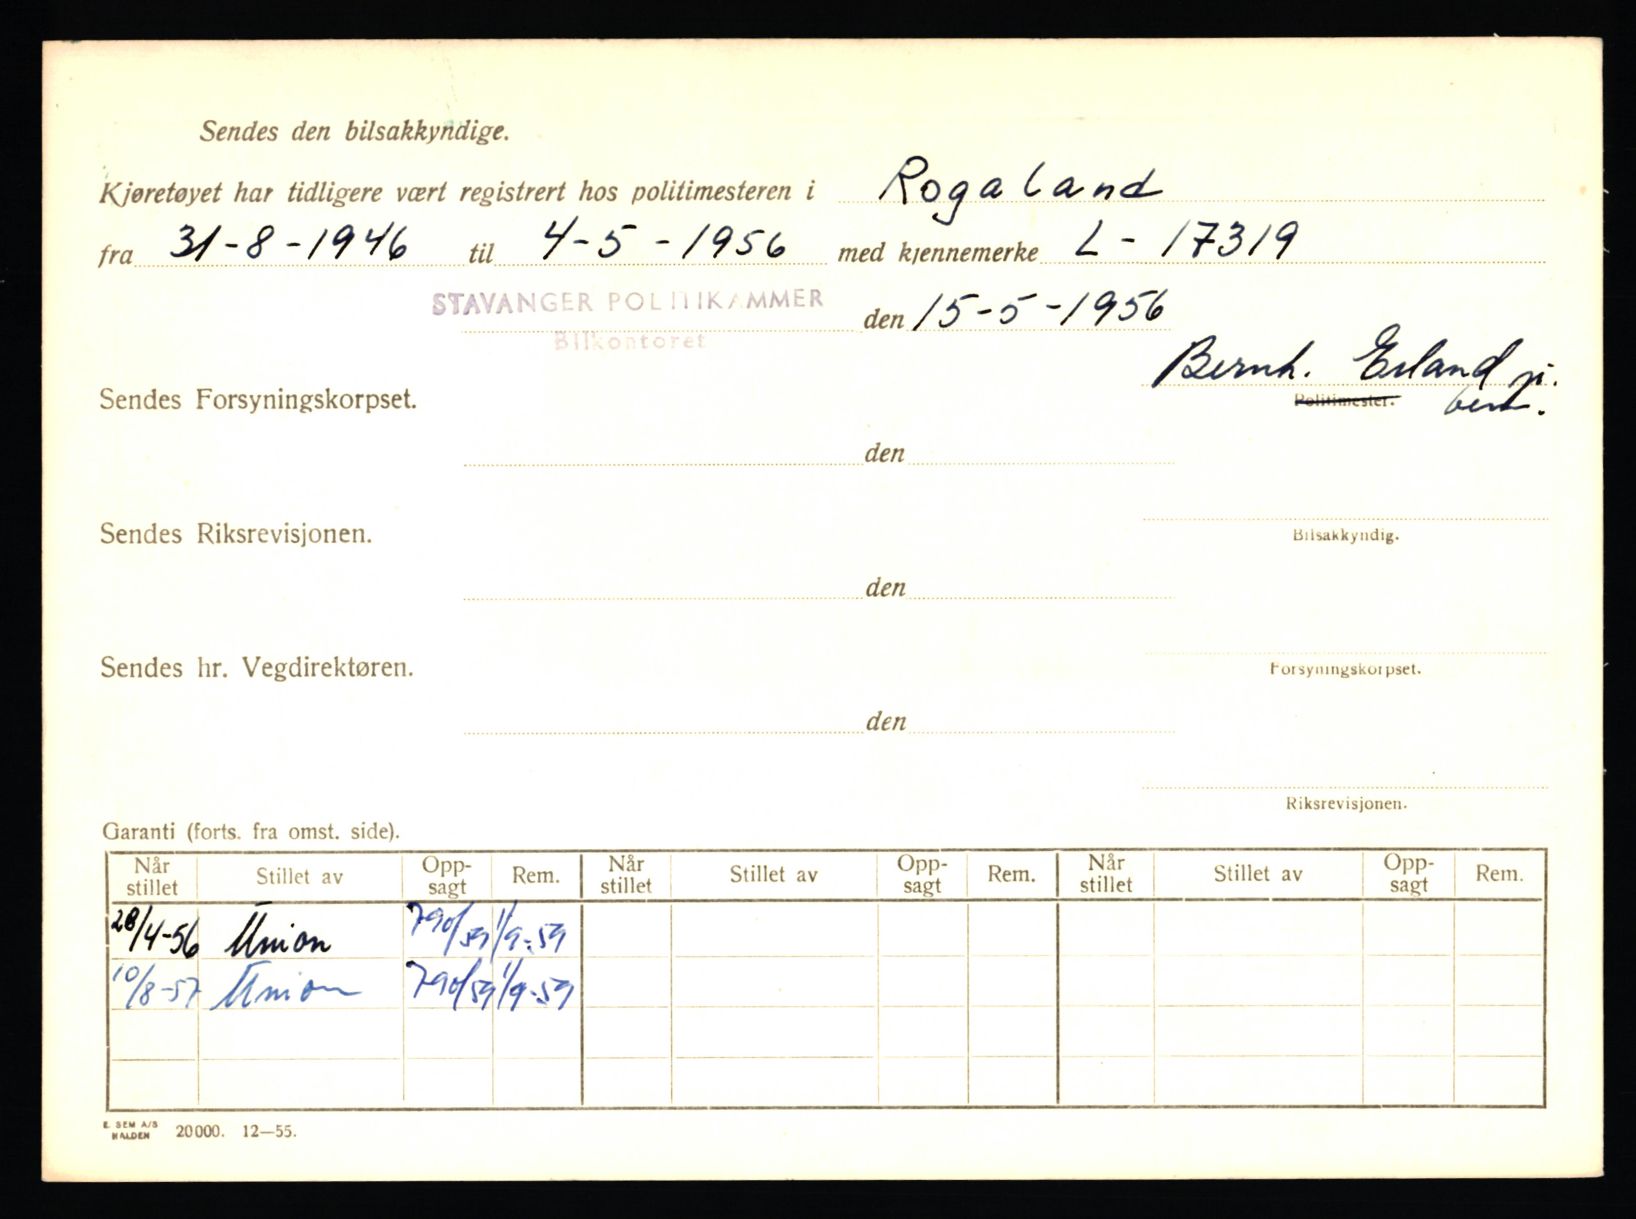 Sendes den bilsakkyndige.
Kjøretøyet har tidligere vært registrert hos politimesteren i Rogaland
fra 31-8-1946 til 4-5-1956 med kjennemerke L-17319
STAVANGER POLITIKAMMER den 15-5-1956
Bilkontoret
Bernh. Erland
Sendes Forsyningskorpset. Politimester.
den
Sendes Riksrevisjonen. Bilsakkyndig.
den
Sendes hr. Vegdirektøren. Forsyningskorpset.
den
Riksrevisjonen.
Garanti (forts. fra omst. side).
Når stillet Stillet av Opp-sagt Rem. Når stillet Stillet av Opp-sagt Rem. Når stillet Stillet av Opp-sagt Rem.
28/4-56 Union 790/59 1/9-59
10/8-57 Union 790/59 1/9-59
E. SEM A/S
HALDEN 20000. 12—55.